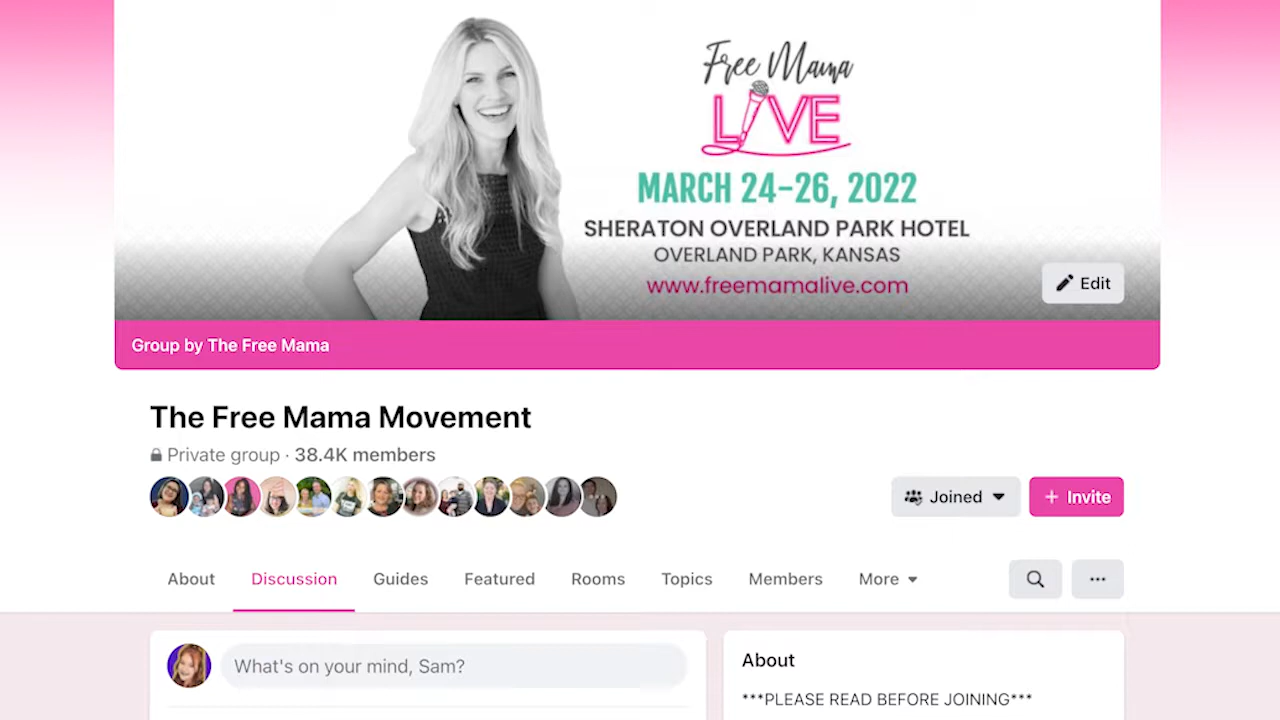 Free Mama
LIVE
MARCH 24-26, 2022
SHERATON OVERLAND PARK HOTEL
OVERLAND PARK, KANSAS
www.freemamalive.com
Edit
Group by The Free Mama
The Free Mama Movement
Private group · 38.4K members
Joined
+ Invite
About Discussion Guides Featured Rooms Topics Members More
What's on your mind, Sam?
About
***PLEASE READ BEFORE JOINING***